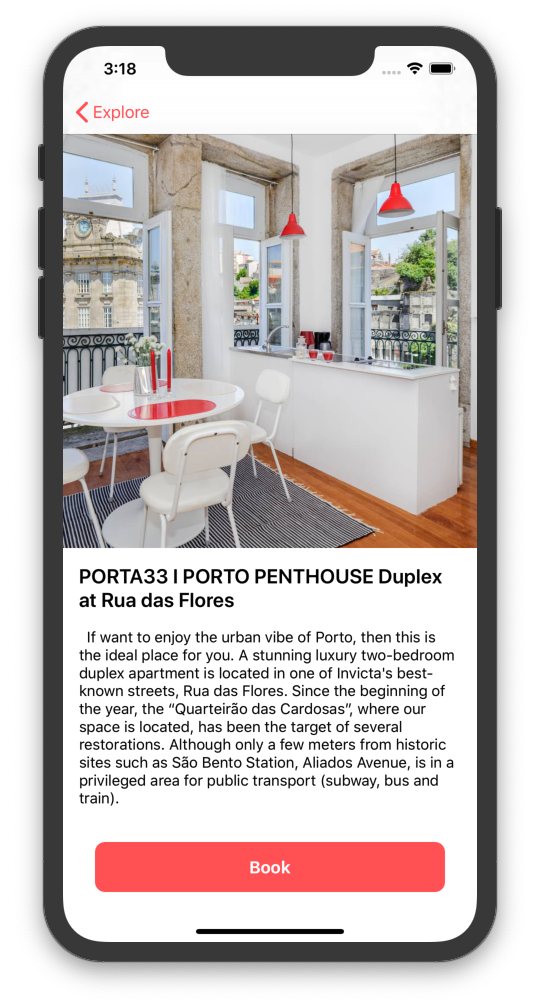 3:18
Explore
PORTA33 I PORTO PENTHOUSE Duplex
at Rua das Flores
If want to enjoy the urban vibe of Porto, then this is
the ideal place for you. A stunning luxury two-bedroom
duplex apartment is located in one of Invicta's best-
known streets, Rua das Flores. Since the beginning of
the year, the “Quarteirão das Cardosas”, where our
space is located, has been the target of several
restorations. Although only a few meters from historic
sites such as São Bento Station, Aliados Avenue, is in a
privileged area for public transport (subway, bus and
train).
Book